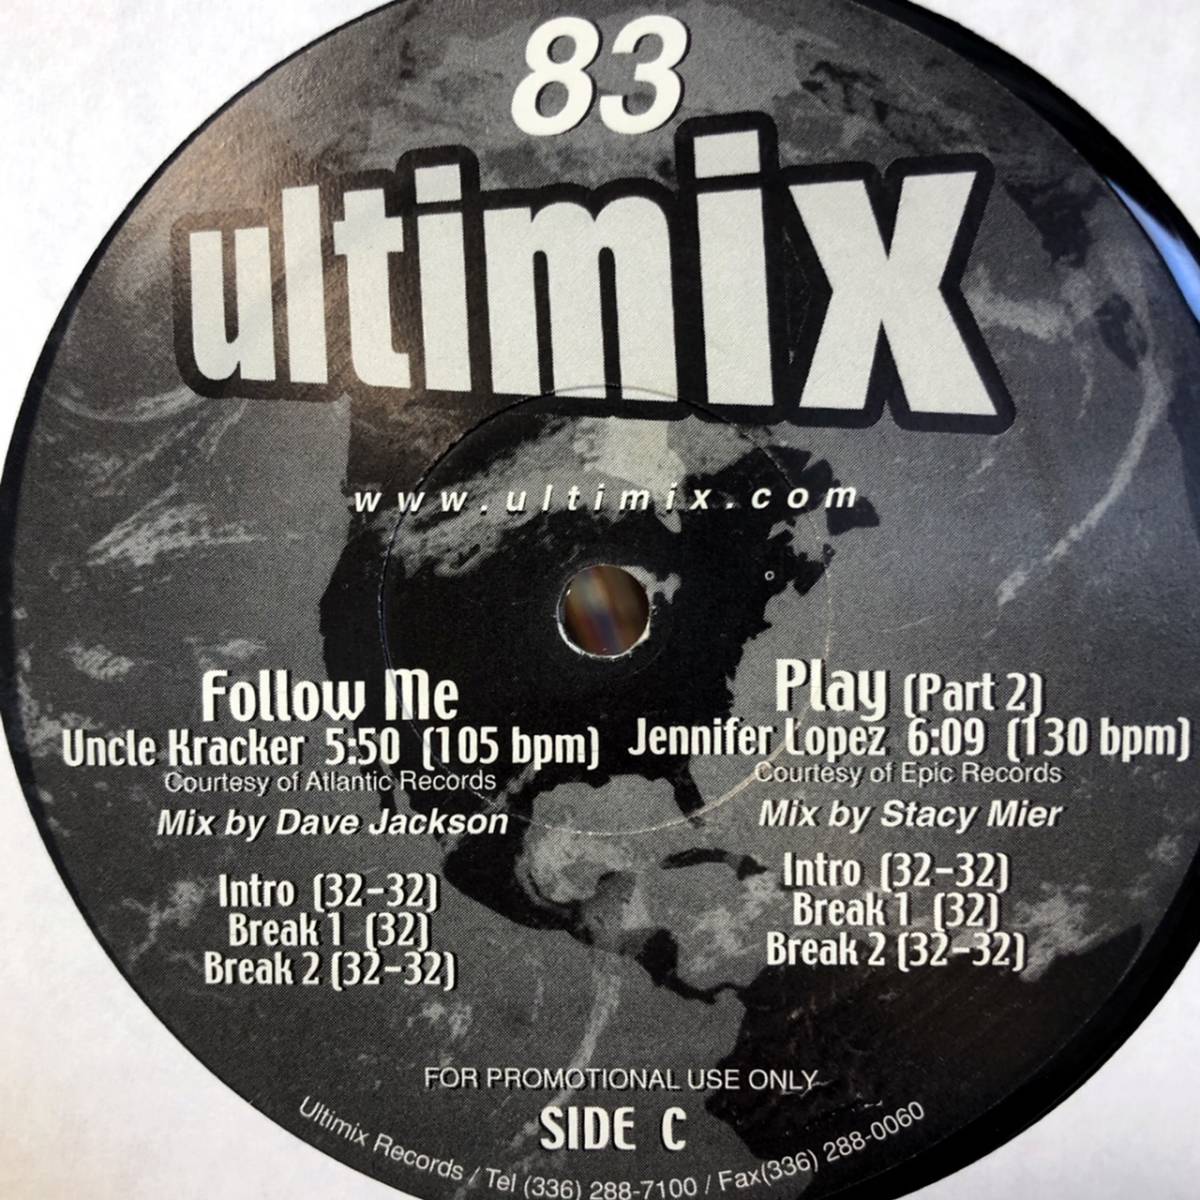 83
ultimix
www.ultimix.com
Follow Me
Uncle Kracker 5:50 (105 bpm)
Courtesy of Atlantic Records
Mix by Dave Jackson
Intro (32-32)
Break 1 (32)
Break 2 (32-32)
Play (Part 2)
Jennifer Lopez 6:09 (130 bpm)
Courtesy of Epic Records
Mix by Stacy Mier
Intro (32-32)
Break 1 (32)
Break 2 (32-32)
FOR PROMOTIONAL USE ONLY
SIDE C
Ultimix Records / Tel (336) 288-7100 / Fax(336) 288-0060